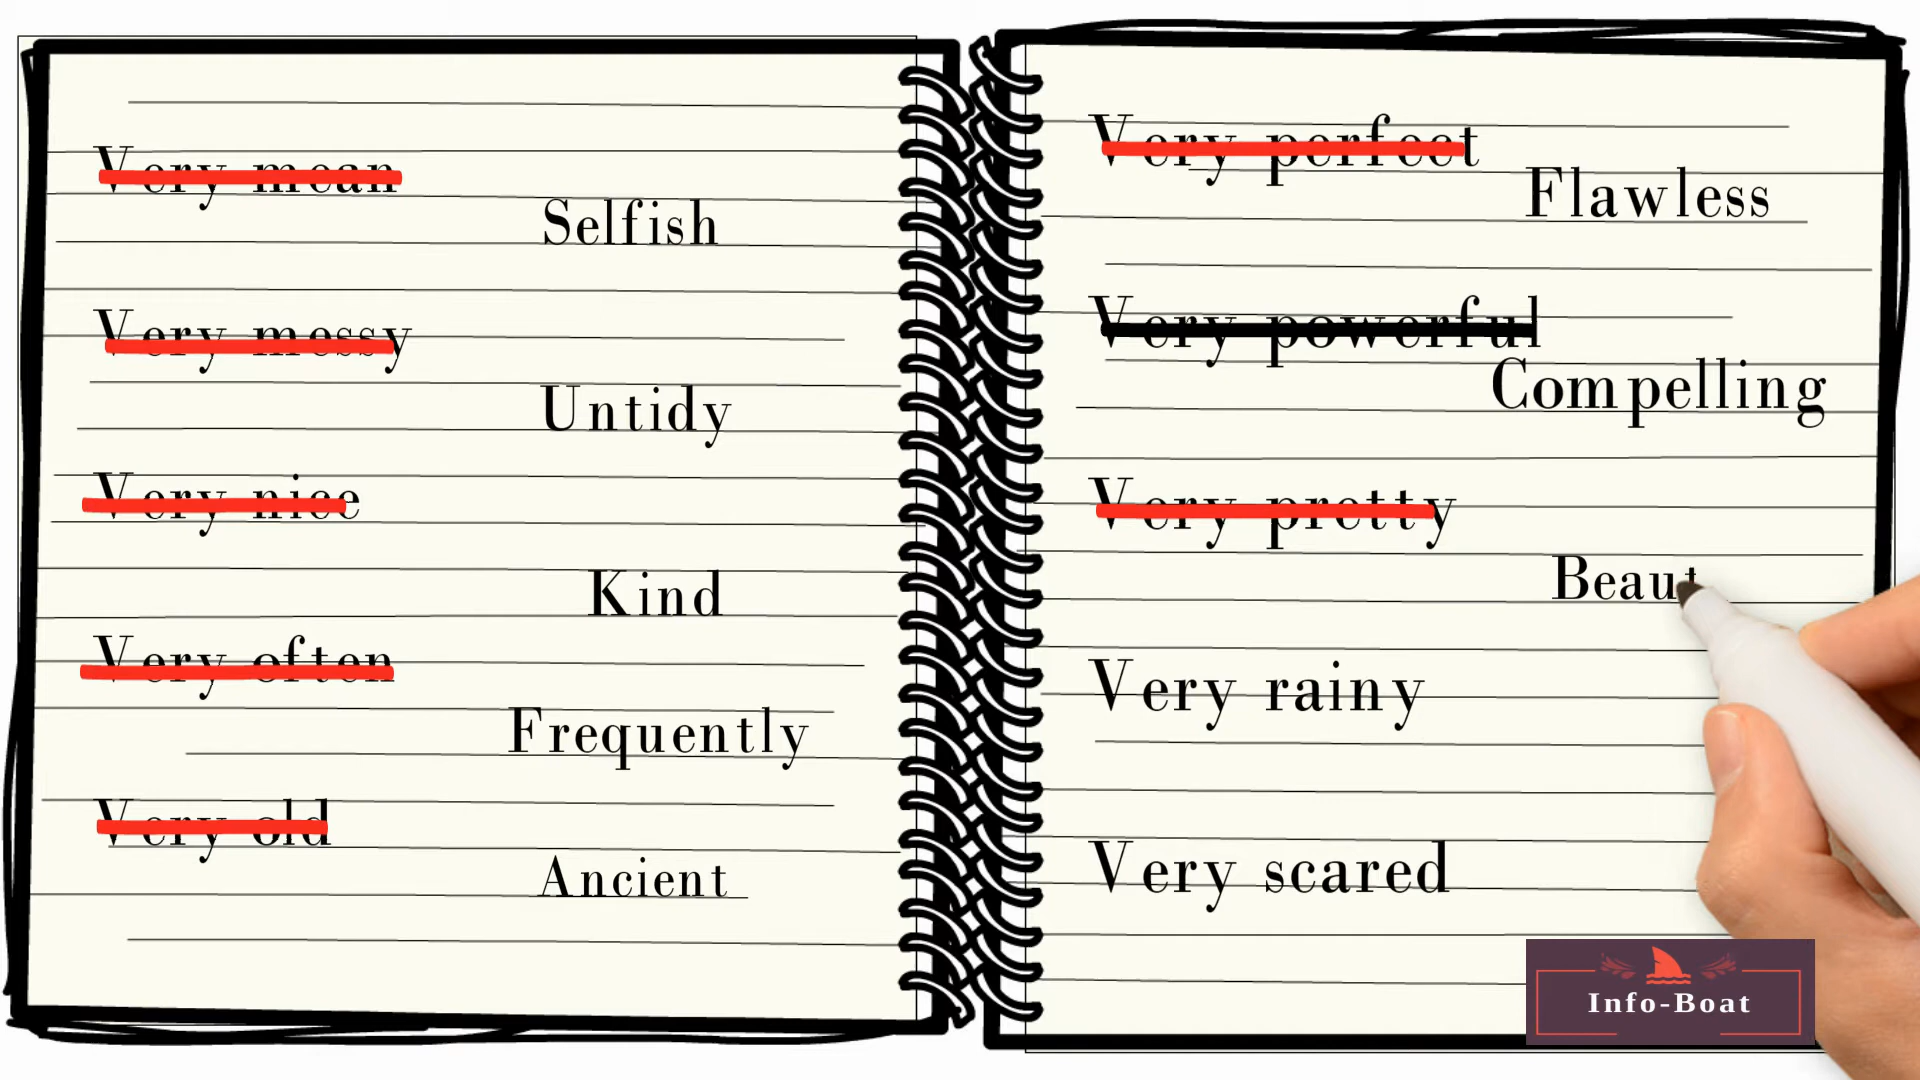 Very mean
Selfish
Very messy
Untidy
Very nice
Kind
Very often
Frequently
Very old
Ancient
Very perfect
Flawless
Very powerful
Compelling
Very pretty
Beaut
Very rainy
Very scared
Info-Boat